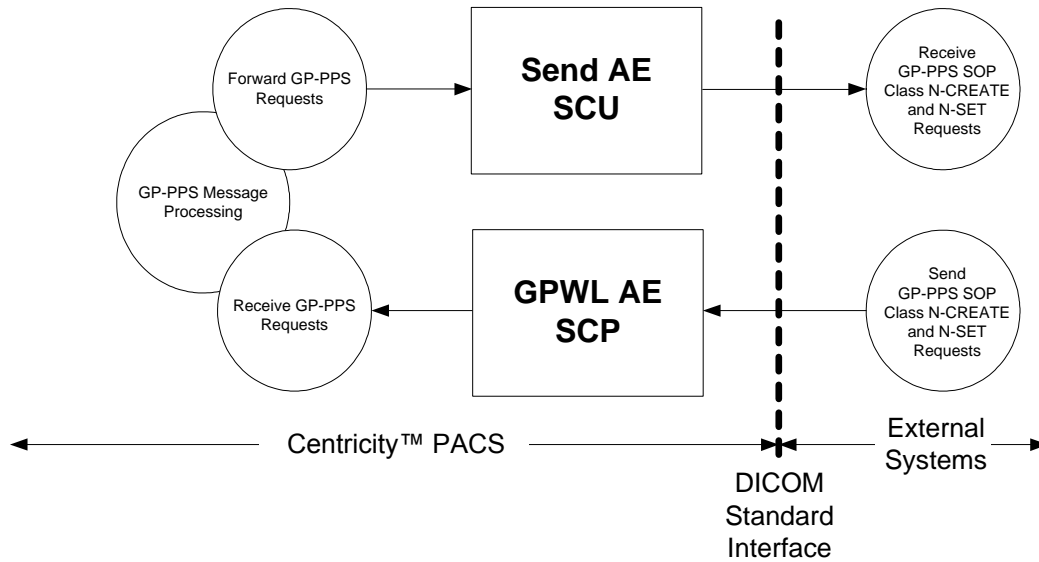 Forward GP-PPS
Requests
Send AE
SCU
Receive
GP-PPS SOP
Class N-CREATE
and N-SET
Requests
GP-PPS Message
Processing
Receive GP-PPS
Requests
GPWL AE
SCP
Send
GP-PPS SOP
Class N-CREATE
and N-SET
Requests
Centricity™ PACS
External
Systems
DICOM
Standard
Interface